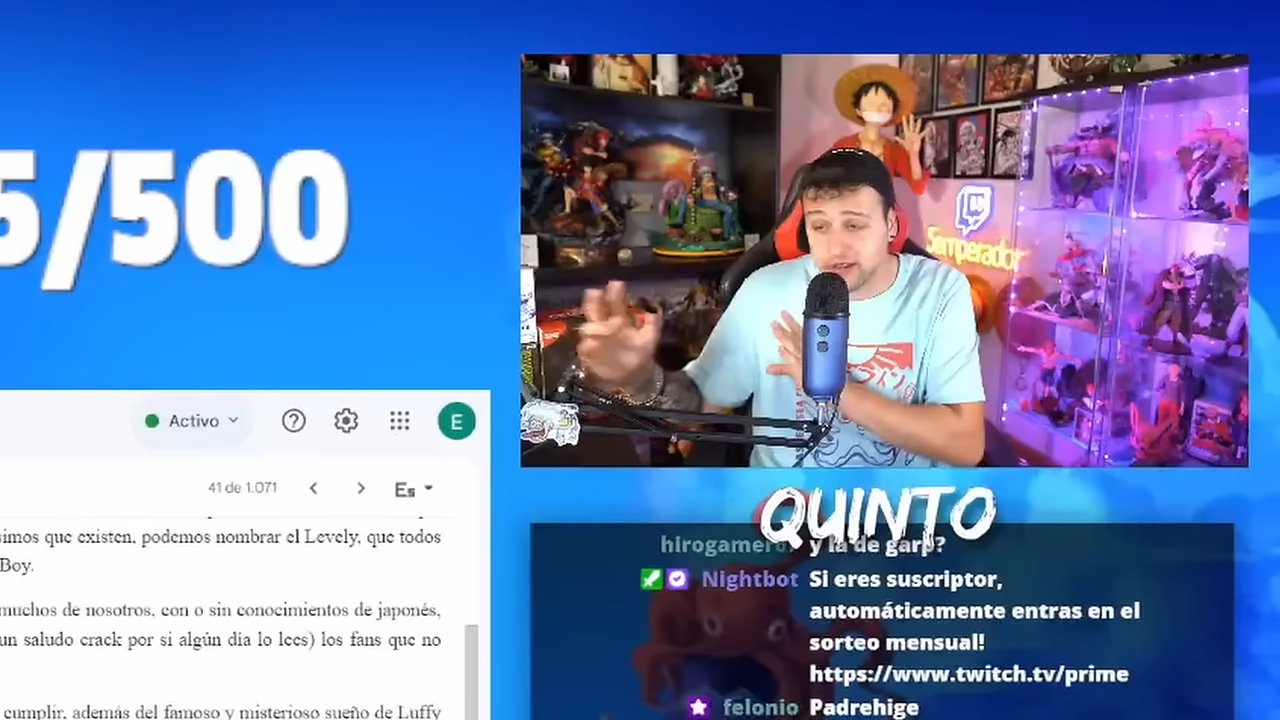 5/500
Semperador
Activo
E
41 de 1.071
Es
simos que existen, podemos nombrar el Levely, que todos
Boy.
muchos de nosotros, con o sin conocimientos de japonés,
un saludo crack por si algún día lo lees) los fans que no
cumplir, además del famoso y misterioso sueño de Luffy
QUINTO
hirogamer y la de garp?
Nightbot Si eres suscriptor,
automáticamente entras en el
sorteo mensual!
https://www.twitch.tv/prime
felonio Padrehige